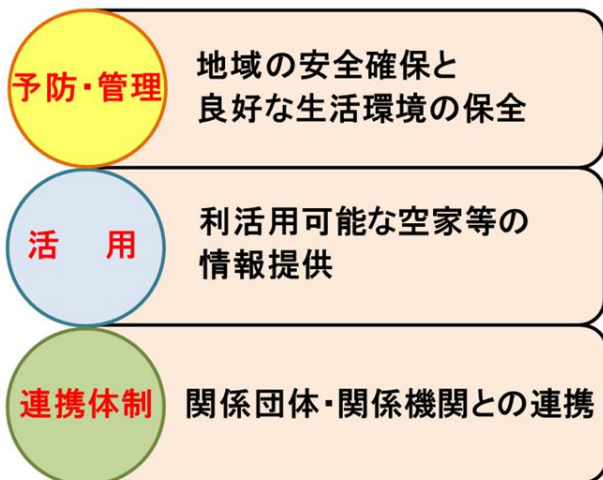 予防・管理
地域の安全確保と
良好な生活環境の保全
活　用
利活用可能な空家等の
情報提供
連携体制
関係団体・関係機関との連携